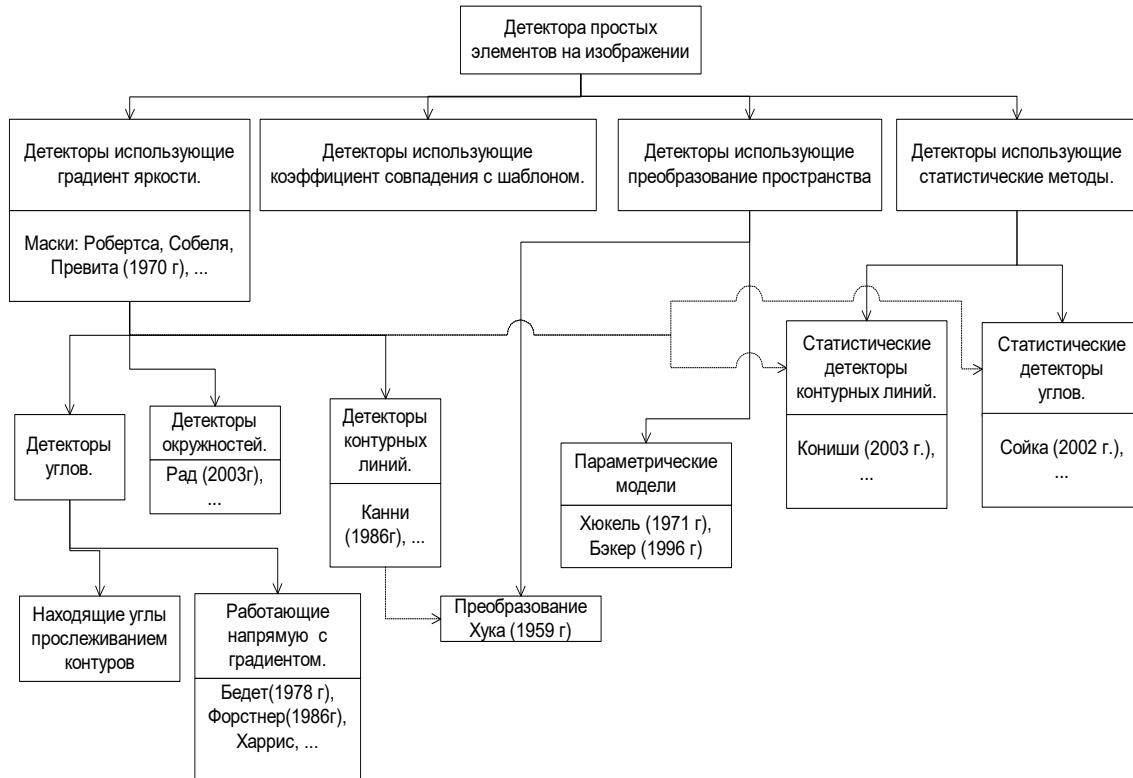 Детектора простых
элементов на изображении
Детекторы использующие
градиент яркости.
Маски: Робертса, Собеля,
Превита (1970 г), ...
Детекторы использующие
коэффициент совпадения с шаблоном.
Детекторы использующие
преобразование пространства
Детекторы использующие
статистические методы.
Детекторы
углов.
Детекторы
окружностей.
Рад (2003г),
...
Детекторы
контурных
линий.
Канни
(1986г), ...
Параметрические
модели
Хюкель (1971 г),
Бэкер (1996 г)
Статистические
детекторы
контурных линий.
Кониши (2003 г.),
...
Статистические
детекторы
углов.
Сойка (2002 г.),
...
Находящие углы
прослеживанием
контуров
Работающие
напрямую с
градиентом.
Бедет(1978 г),
Форстнер(1986г),
Харрис, ...
Преобразование
Хука (1959 г)